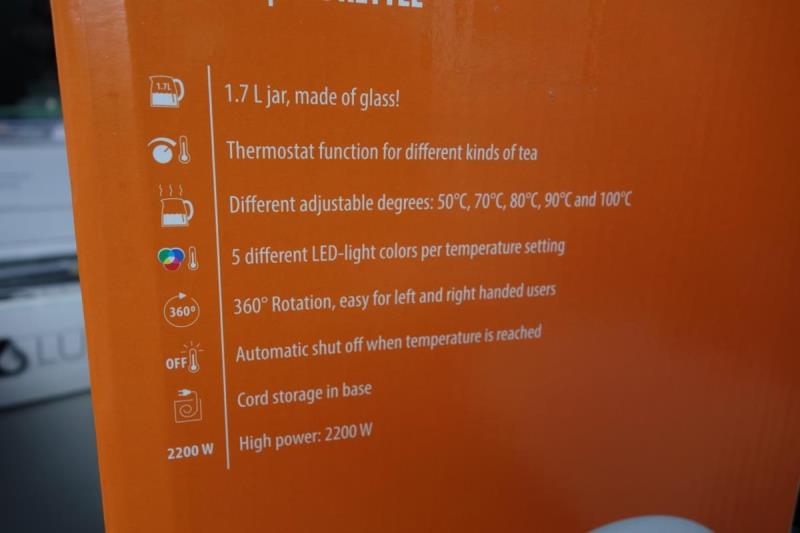 KETTLE
1.7L
1.7 L jar, made of glass!
Thermostat function for different kinds of tea
Different adjustable degrees: 50°C, 70°C, 80°C, 90°C and 100°C
5 different LED-light colors per temperature setting
360° 360° Rotation, easy for left and right handed users
OFF Automatic shut off when temperature is reached
Cord storage in base
2200 W High power: 2200 W
LU